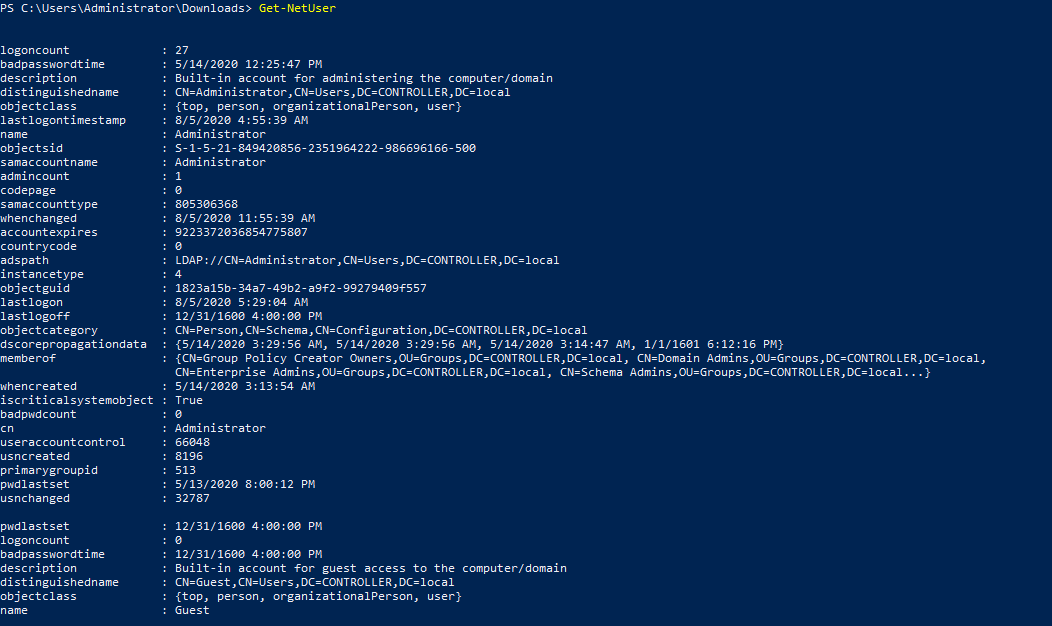 PS C:\Users\Administrator\Downloads> Get-NetUser
logoncount : 27
badpasswordtime : 5/14/2020 12:25:47 PM
description : Built-in account for administering the computer/domain
distinguishedname : CN=Administrator,CN=Users,DC=CONTROLLER,DC=local
objectclass : {top, person, organizationalPerson, user}
lastlogontimestamp : 8/5/2020 4:55:39 AM
name : Administrator
objectsid : S-1-5-21-849420856-2351964222-986696166-500
samaccountname : Administrator
admincount : 1
codepage : 0
samaccounttype : 805306368
whenchanged : 8/5/2020 11:55:39 AM
accountexpires : 9223372036854775807
countrycode : 0
adspath : LDAP://CN=Administrator,CN=Users,DC=CONTROLLER,DC=local
instancetype : 4
objectguid : 1823a15b-34a7-49b2-a9f2-99279409f557
lastlogon : 8/5/2020 5:29:04 AM
lastlogoff : 12/31/1600 4:00:00 PM
objectcategory : CN=Person,CN=Schema,CN=Configuration,DC=CONTROLLER,DC=local
dscorepropagationdata : {5/14/2020 3:29:56 AM, 5/14/2020 3:29:56 AM, 5/14/2020 3:14:47 AM, 1/1/1601 6:12:16 PM}
memberof : {CN=Group Policy Creator Owners,OU=Groups,DC=CONTROLLER,DC=local, CN=Domain Admins,OU=Groups,DC=CONTROLLER,DC=local,
CN=Enterprise Admins,OU=Groups,DC=CONTROLLER,DC=local, CN=Schema Admins,OU=Groups,DC=CONTROLLER,DC=local...}
whencreated : 5/14/2020 3:13:54 AM
iscriticalsystemobject : True
badpwdcount : 0
cn : Administrator
useraccountcontrol : 66048
usncreated : 8196
primarygroupid : 513
pwdlastset : 5/13/2020 8:00:12 PM
usnchanged : 32787
pwdlastset : 12/31/1600 4:00:00 PM
logoncount : 0
badpasswordtime : 12/31/1600 4:00:00 PM
description : Built-in account for guest access to the computer/domain
distinguishedname : CN=Guest,CN=Users,DC=CONTROLLER,DC=local
objectclass : {top, person, organizationalPerson, user}
name : Guest